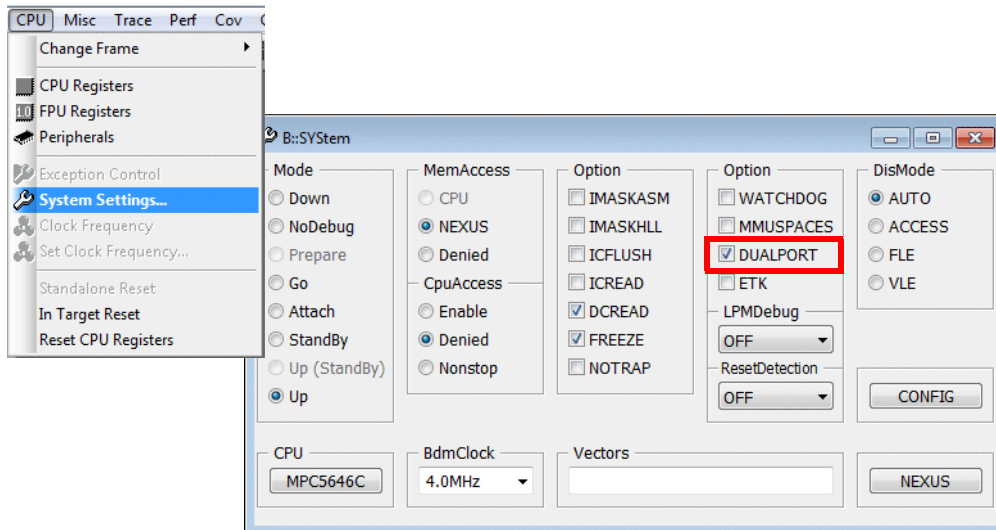 CPU Misc Trace Perf Cov
Change Frame
CPU Registers
FPU Registers
Peripherals
Exception Control
System Settings...
Clock Frequency
Set Clock Frequency...
Standalone Reset
In Target Reset
Reset CPU Registers
B::SYStem
Mode
Down
NoDebug
Prepare
Go
Attach
StandBy
Up (StandBy)
Up
MemAccess
CPU
NEXUS
Denied
CpuAccess
Enable
Denied
Nonstop
Option
IMASKASM
IMASKHLL
ICFLUSH
ICREAD
DCREAD
FREEZE
NOTRAP
Option
WATCHDOG
MMUSPACES
DUALPORT
ETK
LPMDebug
OFF
ResetDetection
OFF
DisMode
AUTO
ACCESS
FLE
VLE
CONFIG
CPU
MPC5646C
BdmClock
4.0MHz
Vectors
NEXUS